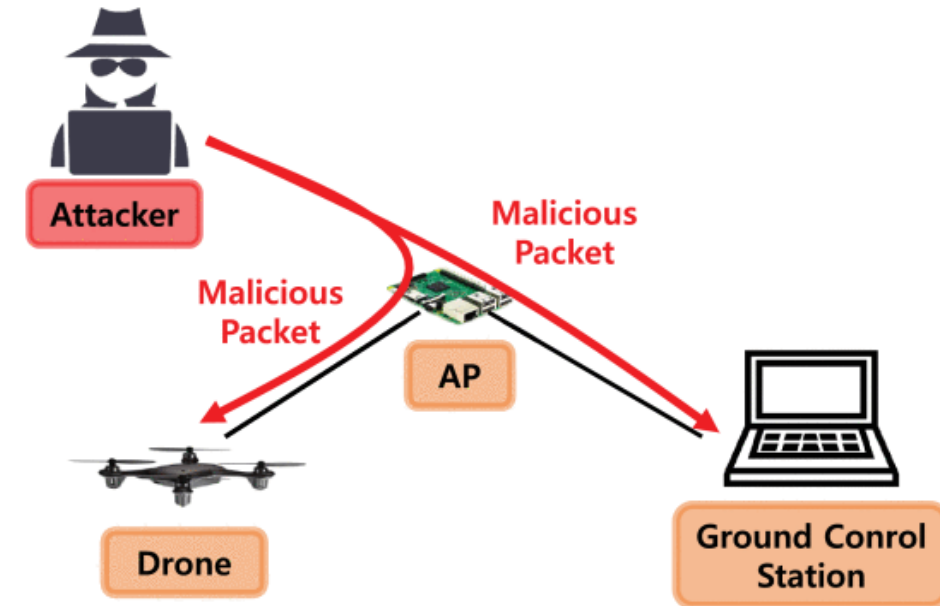 Attacker
Malicious
Packet
Malicious
Packet
AP
Drone
Ground Conrol
Station